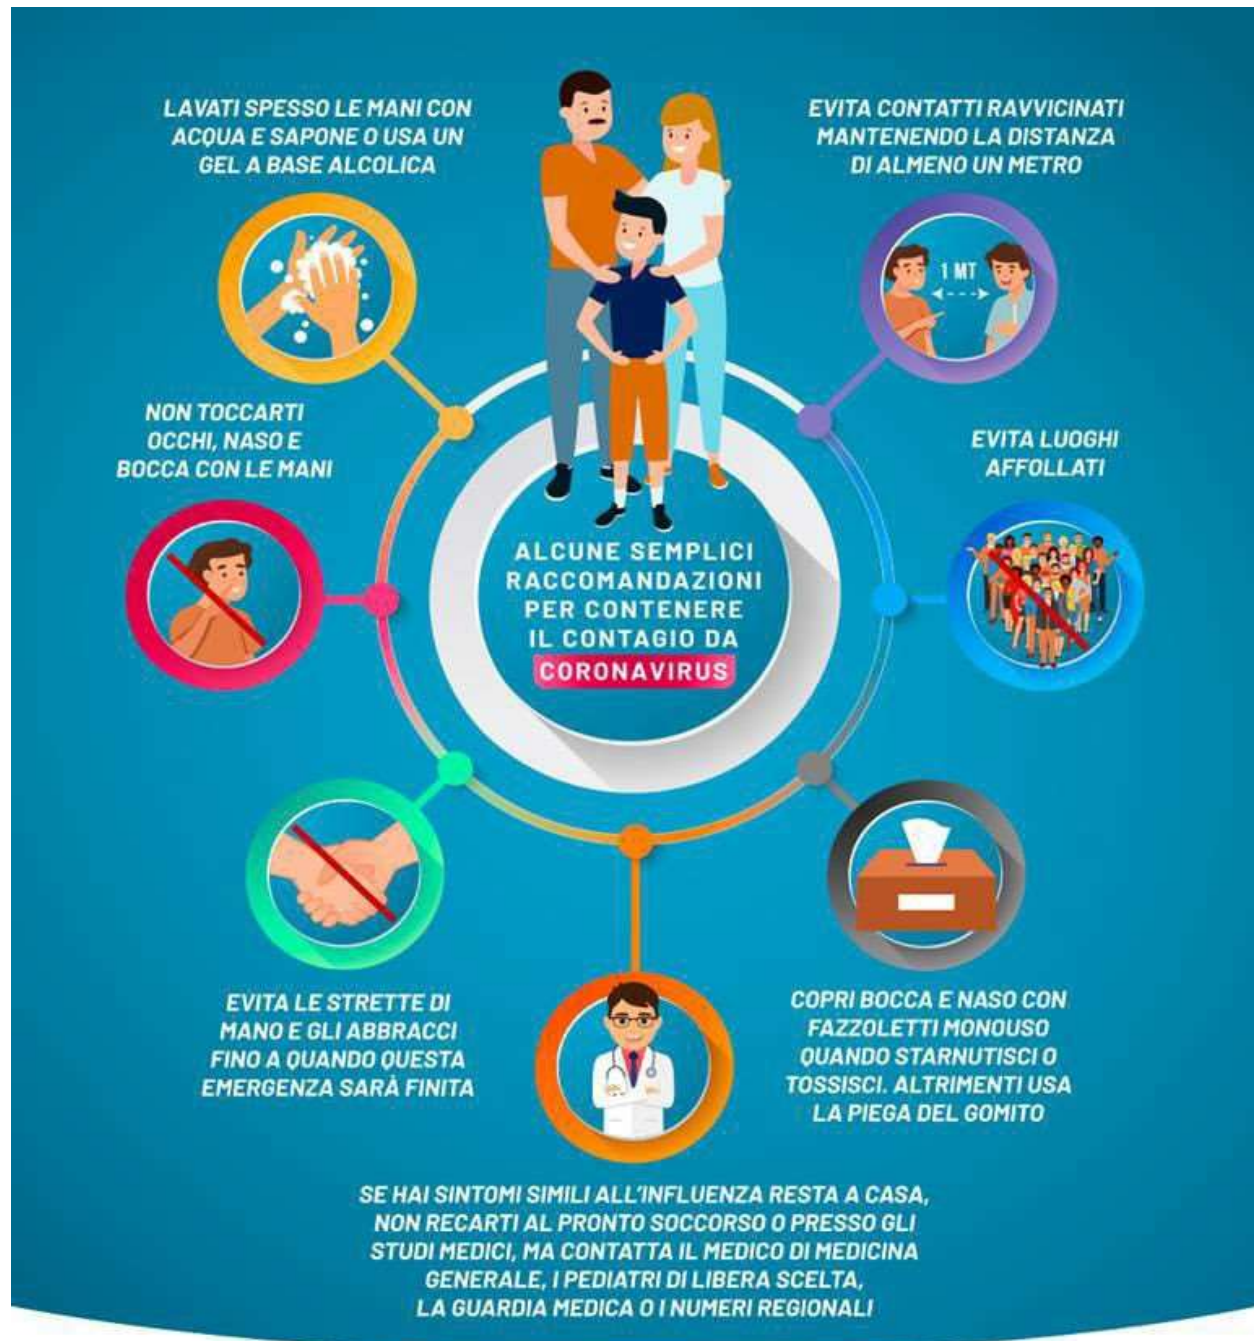 LAVATI SPESSO LE MANI CON
ACQUA E SAPONE O USA UN
GEL A BASE ALCOLICA
EVITA CONTATTI RAVVICINATI
MANTENENDO LA DISTANZA
DI ALMENO UN METRO
1 MT
NON TOCCARTI
OCCHI, NASO E
BOCCA CON LE MANI
EVITA LUOGHI
AFFOLLATI
ALCUNE SEMPLICI
RACCOMANDAZIONI
PER CONTENERE
IL CONTAGIO DA
CORONAVIRUS
EVITA LE STRETTE DI
MANO E GLI ABBRACCI
FINO A QUANDO QUESTA
EMERGENZA SARÀ FINITA
COPRI BOCCA E NASO CON
FAZZOLETTI MONOUSO
QUANDO STARNUTISCI O
TOSSISCI. ALTRIMENTI USA
LA PIEGA DEL GOMITO
SE HAI SINTOMI SIMILI ALL'INFLUENZA RESTA A CASA,
NON RECARTI AL PRONTO SOCCORSO O PRESSO GLI
STUDI MEDICI, MA CONTATTA IL MEDICO DI MEDICINA
GENERALE, I PEDIATRI DI LIBERA SCELTA,
LA GUARDIA MEDICA O I NUMERI REGIONALI